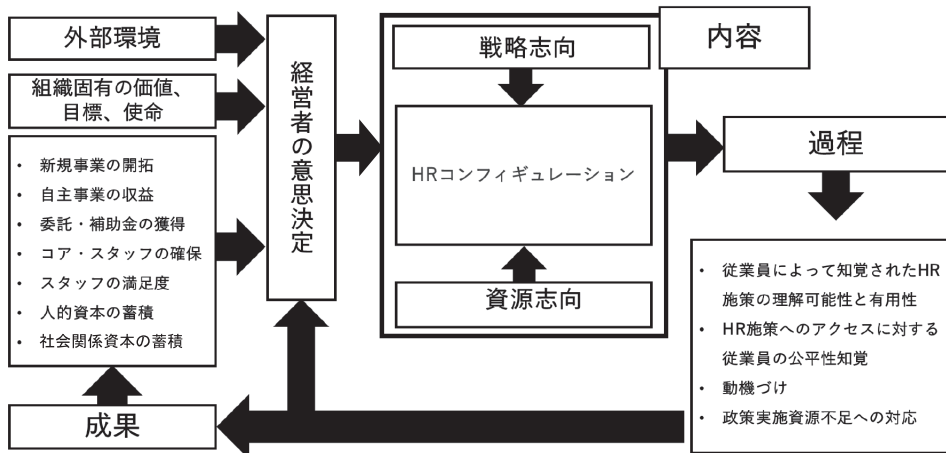 外部環境
組織固有の価値、
目標、使命
• 新規事業の開拓
• 自主事業の収益
• 委託・補助金の獲得
• コア・スタッフの確保
• スタッフの満足度
• 人的資本の蓄積
• 社会関係資本の蓄積
成果
経営者の意思決定
戦略志向
内容
HRコンフィギュレーション
資源志向
過程
• 従業員によって知覚されたHR
施策の理解可能性と有用性
• HR施策へのアクセスに対する
従業員の公平性知覚
• 動機づけ
• 政策実施資源不足への対応